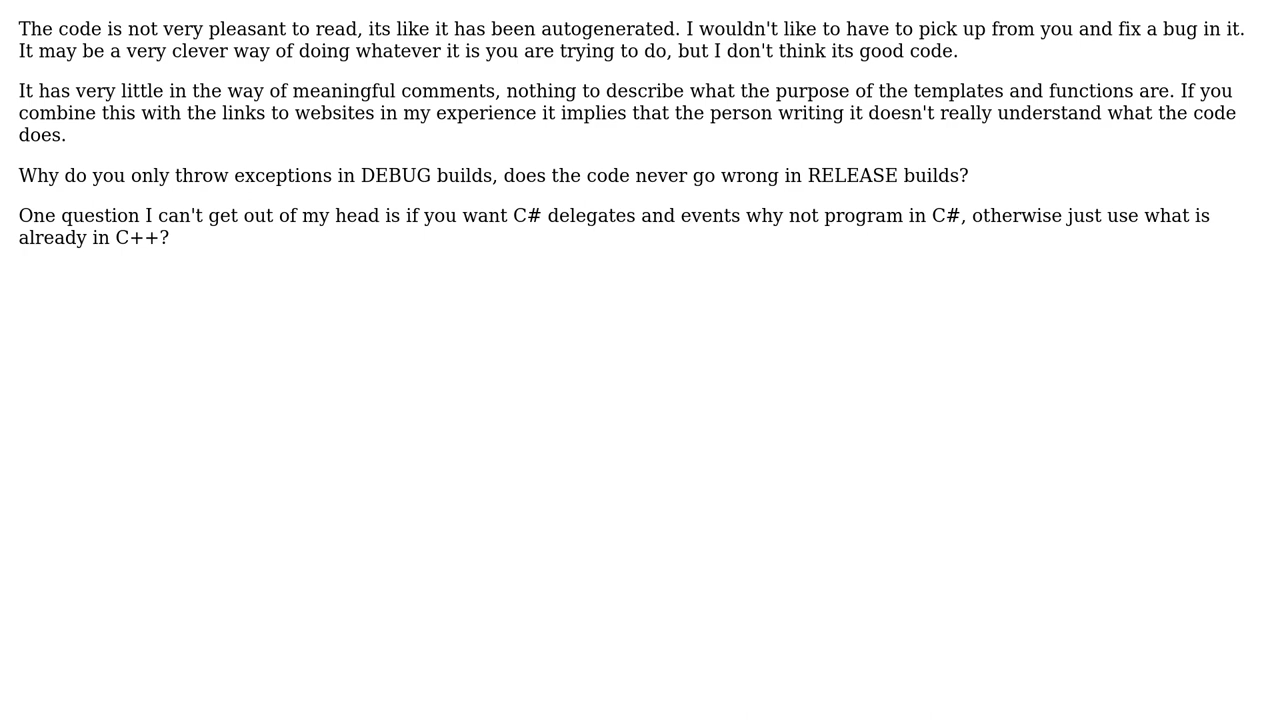 The code is not very pleasant to read, its like it has been autogenerated. I wouldn't like to have to pick up from you and fix a bug in it.
It may be a very clever way of doing whatever it is you are trying to do, but I don't think its good code.
It has very little in the way of meaningful comments, nothing to describe what the purpose of the templates and functions are. If you
combine this with the links to websites in my experience it implies that the person writing it doesn't really understand what the code
does.
Why do you only throw exceptions in DEBUG builds, does the code never go wrong in RELEASE builds?
One question I can't get out of my head is if you want C# delegates and events why not program in C#, otherwise just use what is
already in C++?